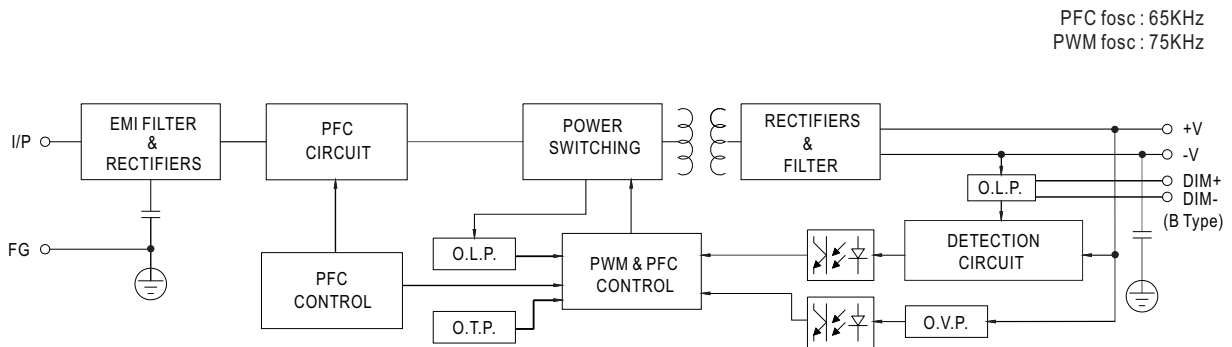 PFC fosc : 65KHz
PWM fosc : 75KHz
I/P
EMI FILTER
&
RECTIFIERS
PFC
CIRCUIT
POWER
SWITCHING
RECTIFIERS
&
FILTER
+V
-V
DIM+
DIM-
(B Type)
O.L.P.
FG
O.L.P.
PFC
CONTROL
PWM & PFC
CONTROL
DETECTION
CIRCUIT
O.T.P.
O.V.P.